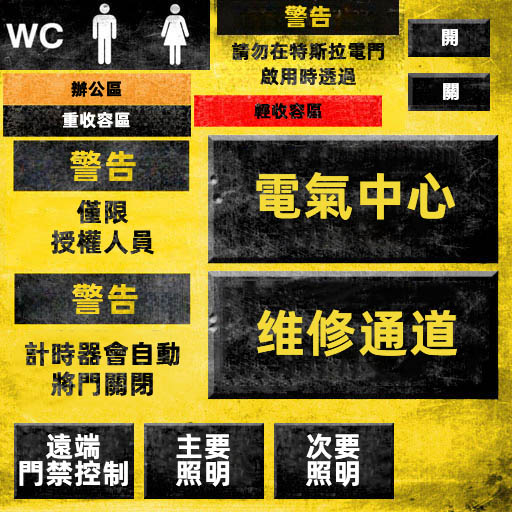 WC
警告
請勿在特斯拉電門
啟用時透過
開
關
辦公區
重收容區
輕收容區
警告
僅限
授權人員
電氣中心
警告
計時器會自動
將門關閉
维修通道
遠端
門禁控制
主要
照明
次要
照明